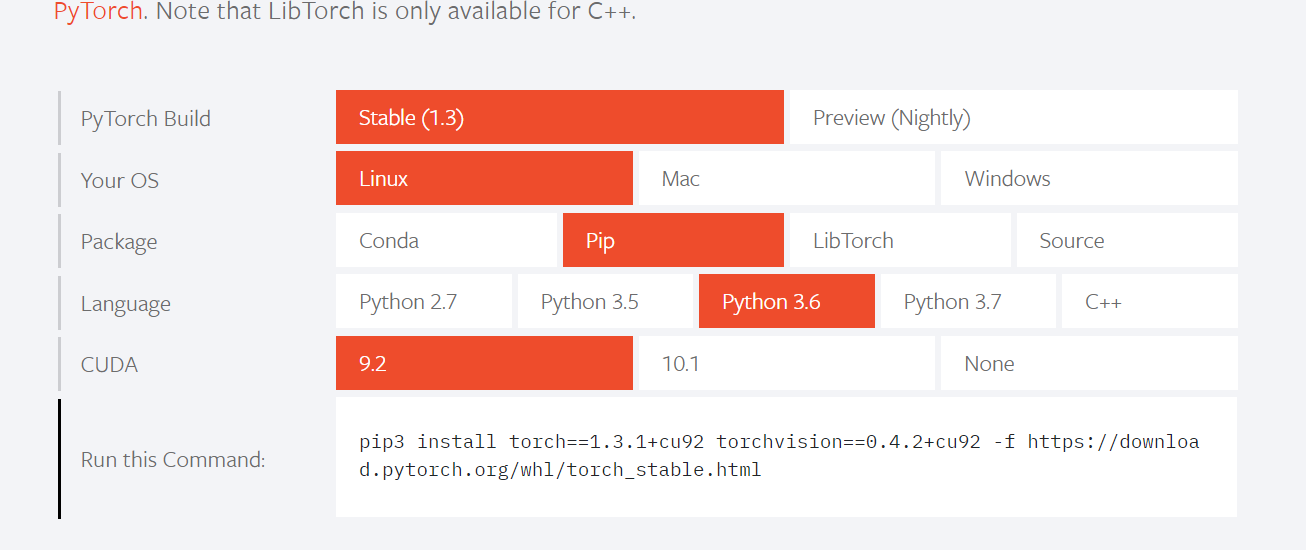 PyTorch. Note that LibTorch is only available for C++.
PyTorch Build Stable (1.3) Preview (Nightly)
Your OS Linux Mac Windows
Package Conda Pip LibTorch Source
Language Python 2.7 Python 3.5 Python 3.6 Python 3.7 C++
CUDA 9.2 10.1 None
Run this Command:
pip3 install torch==1.3.1+cu92 torchvision==0.4.2+cu92 -f https://downloa
d.pytorch.org/whl/torch_stable.html